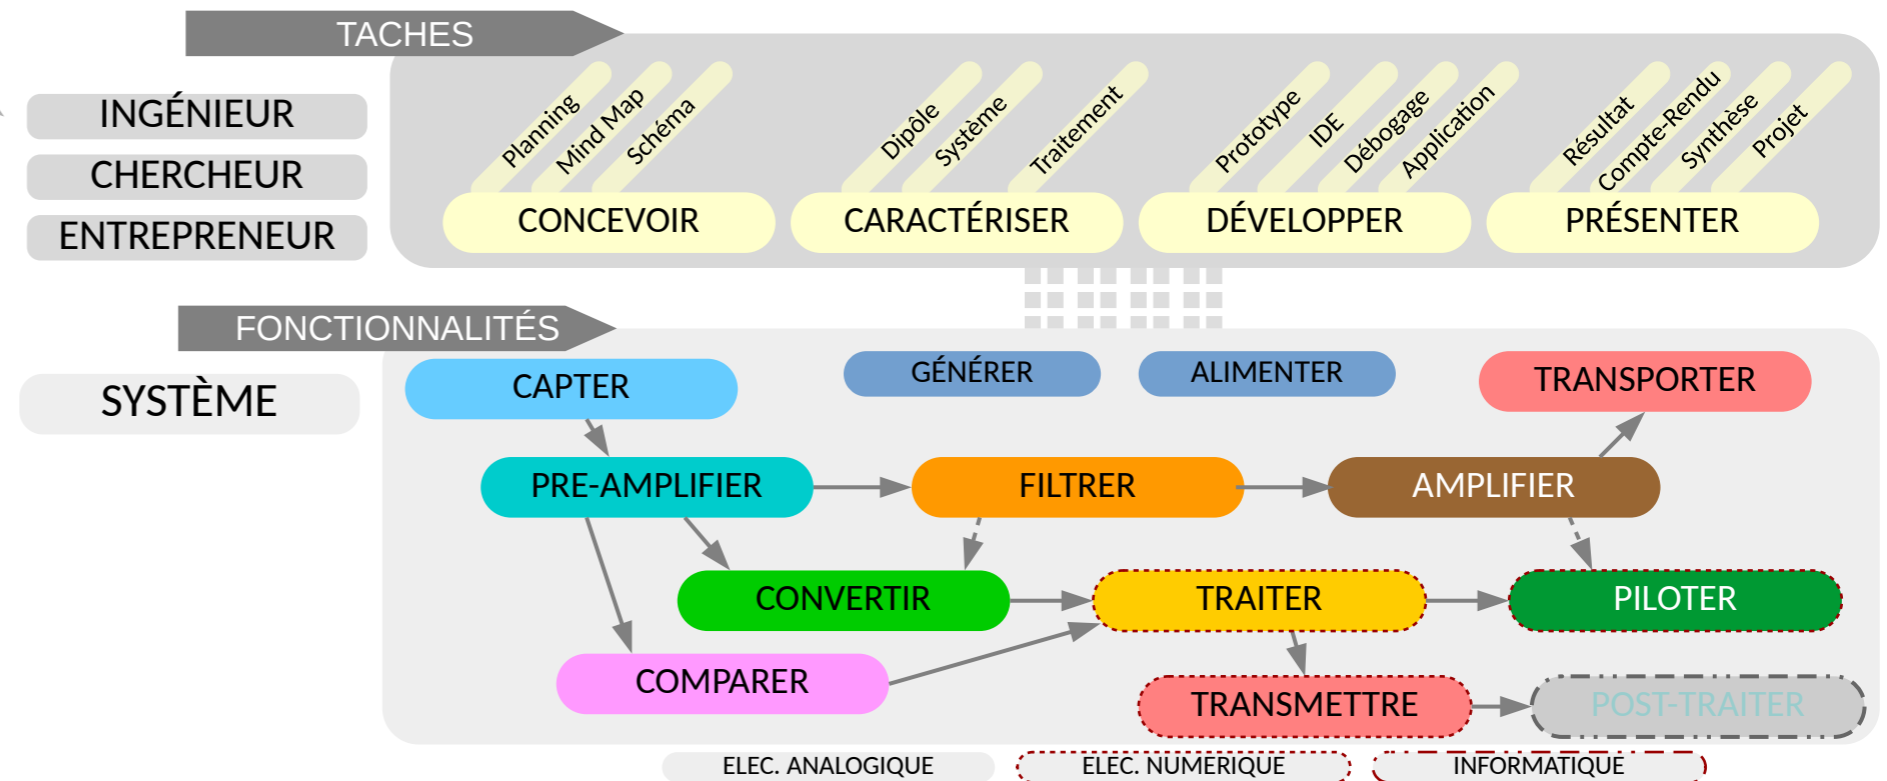 TACHES
INGÉNIEUR
CHERCHEUR
ENTREPRENEUR
Planning
Mind Map
Schéma
Dipôle
Système
Traitement
Prototype
IDE
Débogage
Application
Résultat
Compte-Rendu
Synthèse
Projet
CONCEVOIR
CARACTÉRISER
DÉVELOPPER
PRÉSENTER
FONCTIONNALITÉS
SYSTÈME
CAPTER
GÉNÉRER
ALIMENTER
TRANSPORTER
PRE-AMPLIFIER
FILTRER
AMPLIFIER
CONVERTIR
TRAITER
PILOTER
COMPARER
TRANSMETTRE
POST-TRAITER
ELEC. ANALOGIQUE
ELEC. NUMERIQUE
INFORMATIQUE